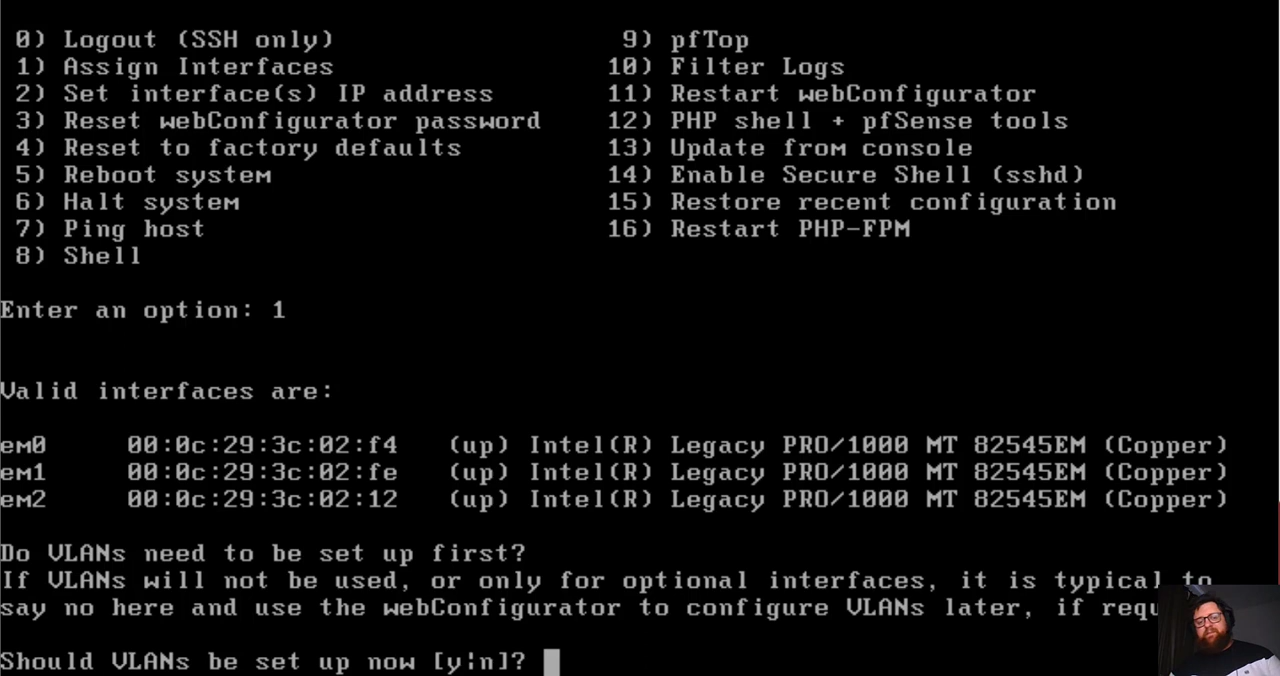 0) Logout (SSH only) 9) pfTop
1) Assign Interfaces 10) Filter Logs
2) Set interface(s) IP address 11) Restart webConfigurator
3) Reset webConfigurator password 12) PHP shell + pfSense tools
4) Reset to factory defaults 13) Update from console
5) Reboot system 14) Enable Secure Shell (sshd)
6) Halt system 15) Restore recent configuration
7) Ping host 16) Restart PHP-FPM
8) Shell
Enter an option: 1
Valid interfaces are:
em0 00:0c:29:3c:02:f4 (up) Intel(R) Legacy PRO/1000 MT 82545EM (Copper)
em1 00:0c:29:3c:02:fe (up) Intel(R) Legacy PRO/1000 MT 82545EM (Copper)
em2 00:0c:29:3c:02:12 (up) Intel(R) Legacy PRO/1000 MT 82545EM (Copper)
Do VLANs need to be set up first?
If VLANs will not be used, or only for optional interfaces, it is typical to
say no here and use the webConfigurator to configure VLANs later, if
Should VLANs be set up now [y|n]?